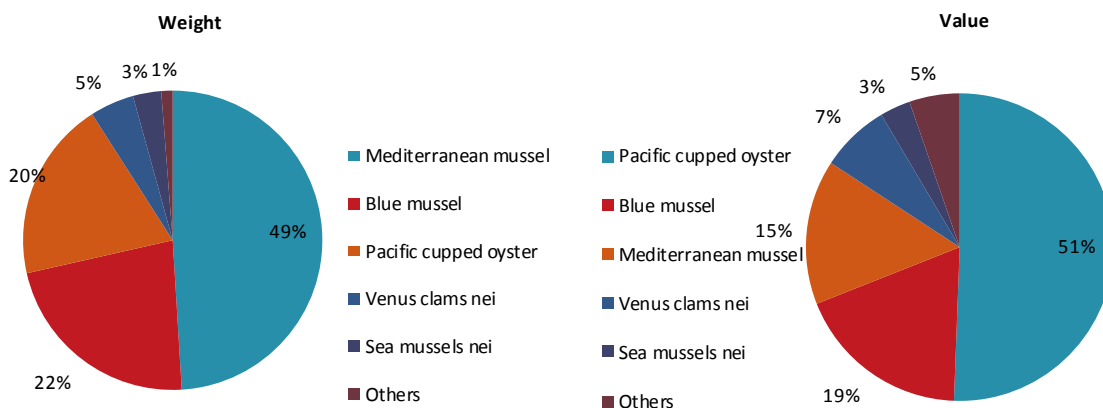 Weight
1%
3%
5%
20%
49%
22%
Mediterranean mussel
Blue mussel
Pacific cupped oyster
Venus clams nei
Sea mussels nei
Others
Value
5%
3%
7%
15%
51%
19%
Pacific cupped oyster
Blue mussel
Mediterranean mussel
Venus clams nei
Sea mussels nei
Others